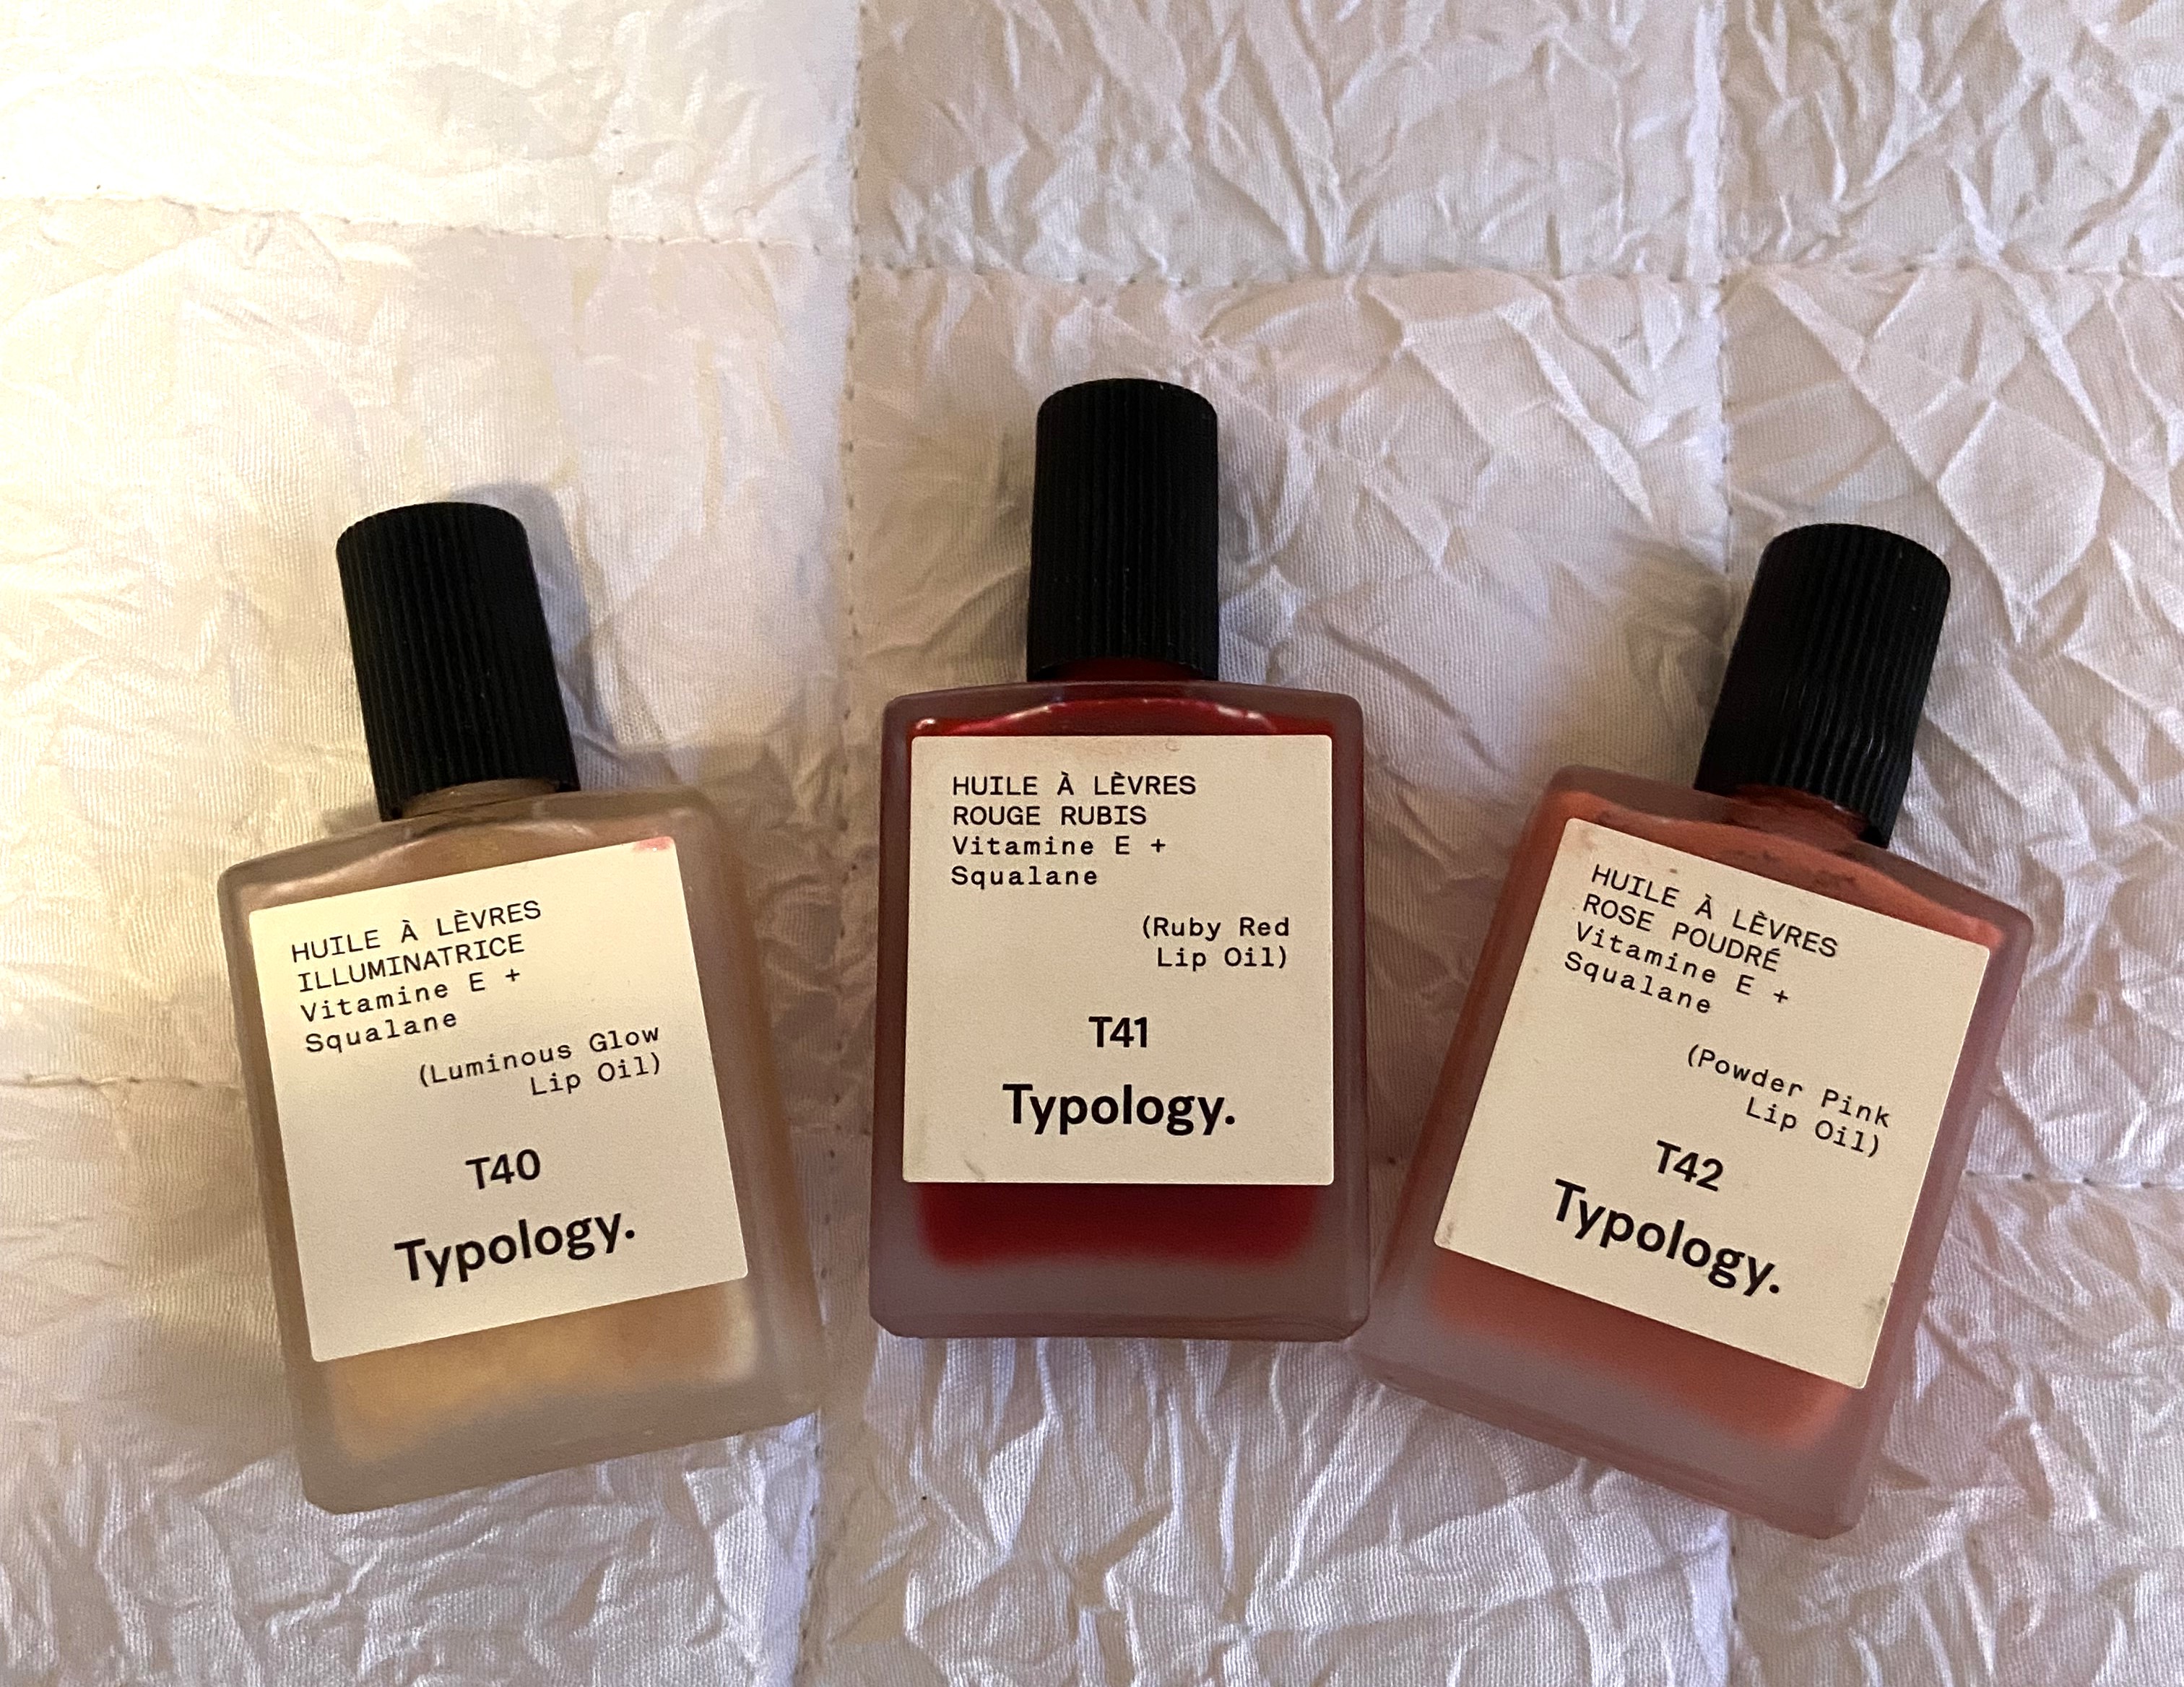 HUILE À LÈVRES
ILLUMINATRICE
Vitamine E +
Squalane
(Luminous Glow
Lip Oil)
T40
Typology.
HUILE À LÈVRES
ROUGE RUBIS
Vitamine E +
Squalane
(Ruby Red
Lip Oil)
T41
Typology.
HUILE À LÈVRES
ROSE POUDRÉ
Vitamine E +
Squalane
(Powder Pink
Lip Oil)
T42
Typology.